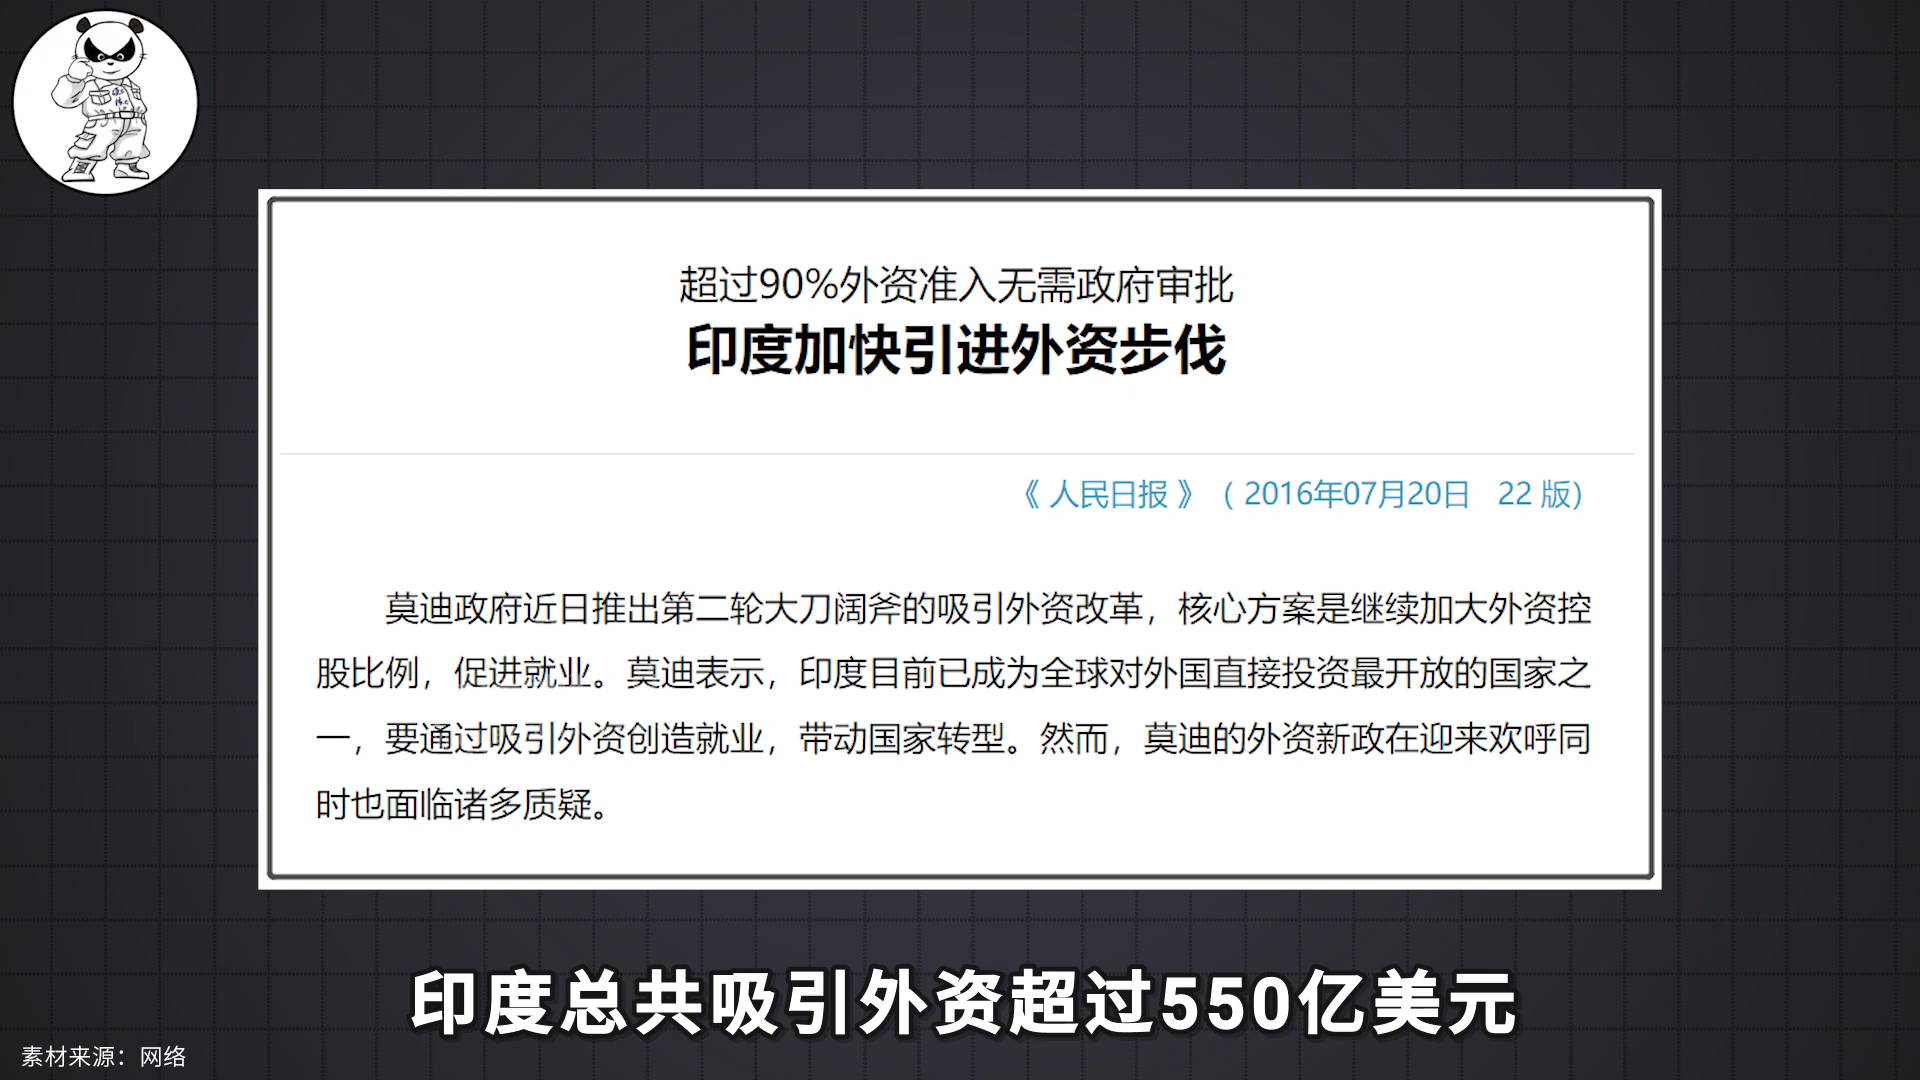 超过90%外资准入无需政府审批
印度加快引进外资步伐
《 人民日报 》（ 2016年07月20日 22 版）
莫迪政府近日推出第二轮大刀阔斧的吸引外资改革，核心方案是继续加大外资控
股比例，促进就业。莫迪表示，印度目前已成为全球对外国直接投资最开放的国家之
一，要通过吸引外资创造就业，带动国家转型。然而，莫迪的外资新政在迎来欢呼同
时也面临诸多质疑。
印度总共吸引外资超过550亿美元
素材来源：网络